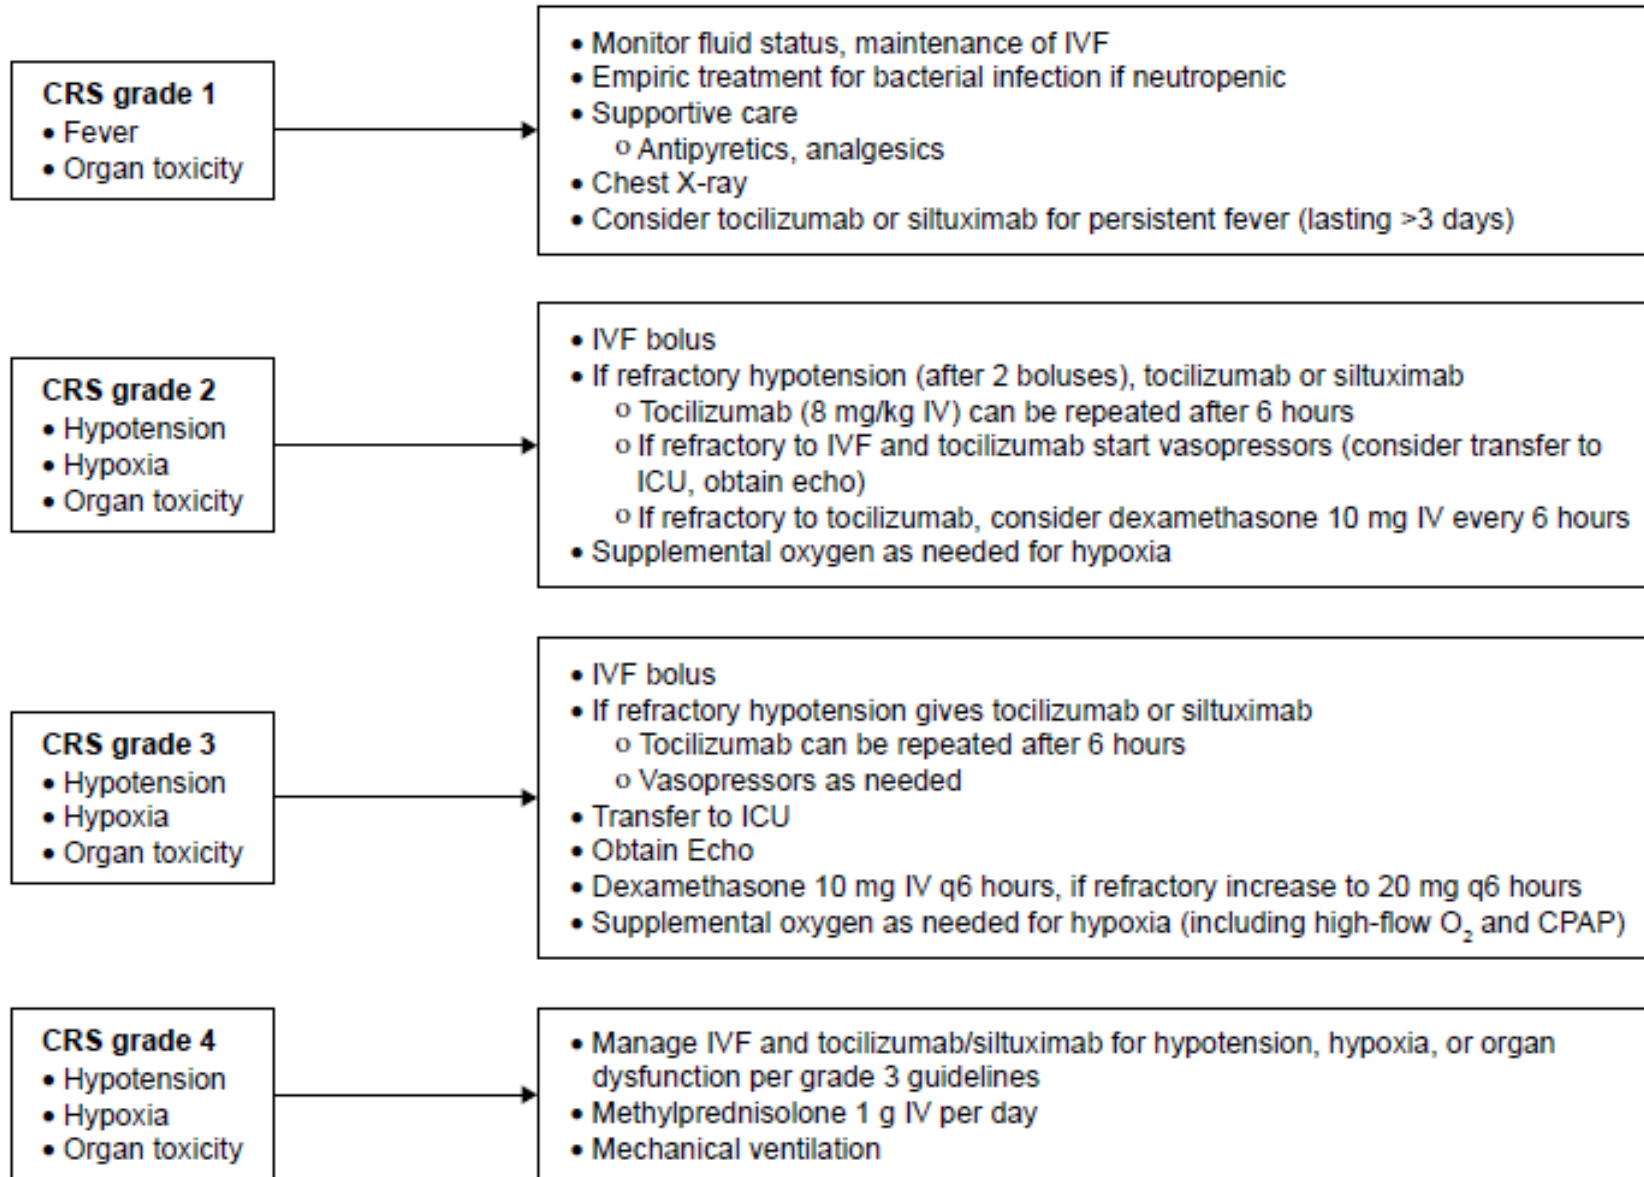 CRS grade 1
• Fever
• Organ toxicity
• Monitor fluid status, maintenance of IVF
• Empiric treatment for bacterial infection if neutropenic
• Supportive care
o Antipyretics, analgesics
• Chest X-ray
• Consider tocilizumab or siltuximab for persistent fever (lasting >3 days)
CRS grade 2
• Hypotension
• Hypoxia
• Organ toxicity
• IVF bolus
• If refractory hypotension (after 2 boluses), tocilizumab or siltuximab
o Tocilizumab (8 mg/kg IV) can be repeated after 6 hours
o If refractory to IVF and tocilizumab start vasopressors (consider transfer to
ICU, obtain echo)
o If refractory to tocilizumab, consider dexamethasone 10 mg IV every 6 hours
• Supplemental oxygen as needed for hypoxia
CRS grade 3
• Hypotension
• Hypoxia
• Organ toxicity
• IVF bolus
• If refractory hypotension gives tocilizumab or siltuximab
o Tocilizumab can be repeated after 6 hours
o Vasopressors as needed
• Transfer to ICU
• Obtain Echo
• Dexamethasone 10 mg IV q6 hours, if refractory increase to 20 mg q6 hours
• Supplemental oxygen as needed for hypoxia (including high-flow O₂ and CPAP)
CRS grade 4
• Hypotension
• Hypoxia
• Organ toxicity
• Manage IVF and tocilizumab/siltuximab for hypotension, hypoxia, or organ
dysfunction per grade 3 guidelines
• Methylprednisolone 1 g IV per day
• Mechanical ventilation